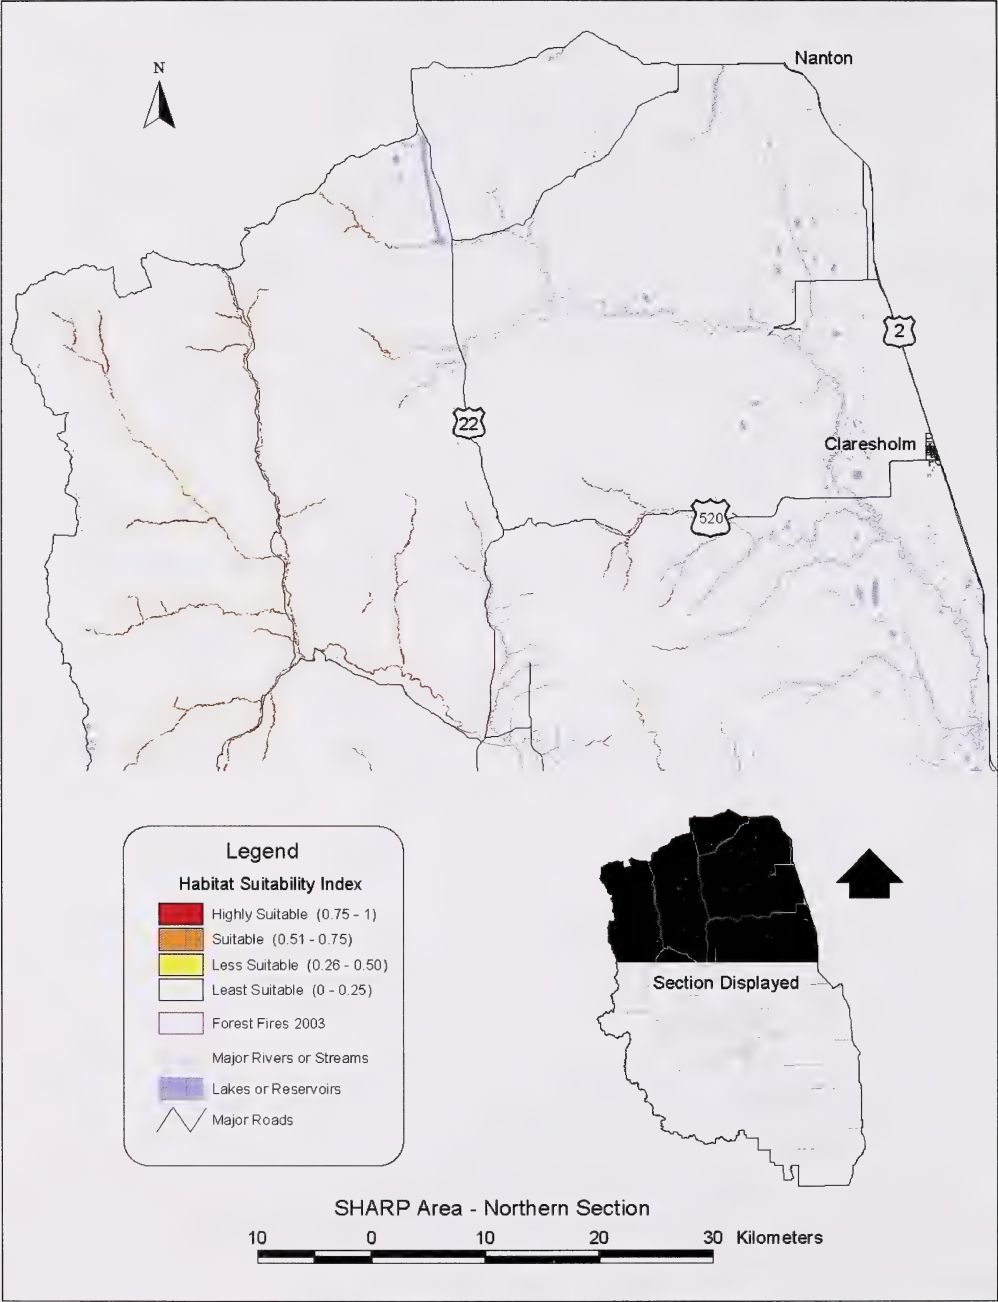 N
Nanton
2
22
Claresholm
520
Legend
Habitat Suitability Index
Highly Suitable (0.75 - 1)
Suitable (0.51 - 0.75)
Less Suitable (0.26 - 0.50)
Least Suitable (0 - 0.25)
Forest Fires 2003
Major Rivers or Streams
Lakes or Reservoirs
Major Roads
Section Displayed
SHARP Area - Northern Section
10 0 10 20 30 Kilometers